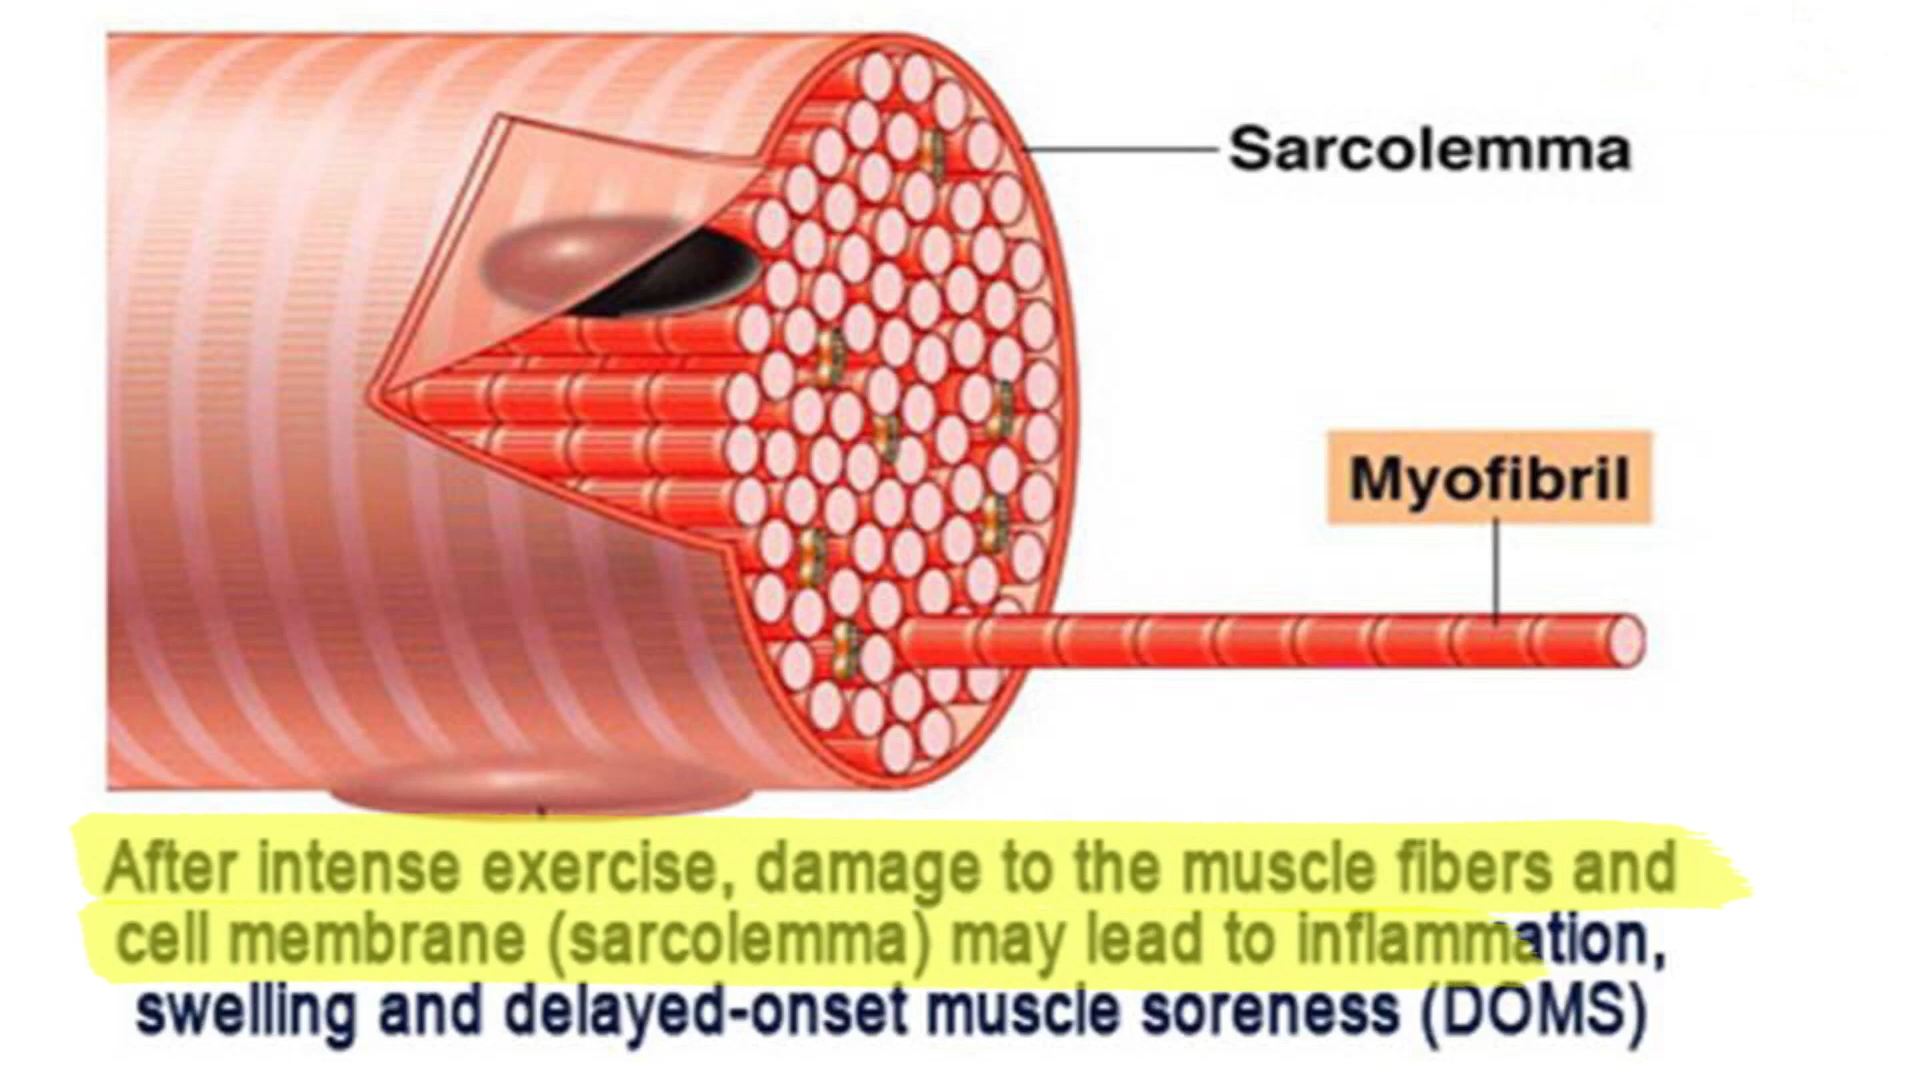 Sarcolemma
Myofibril
After intense exercise, damage to the muscle fibers and
cell membrane (sarcolemma) may lead to inflammation,
swelling and delayed-onset muscle soreness (DOMS)